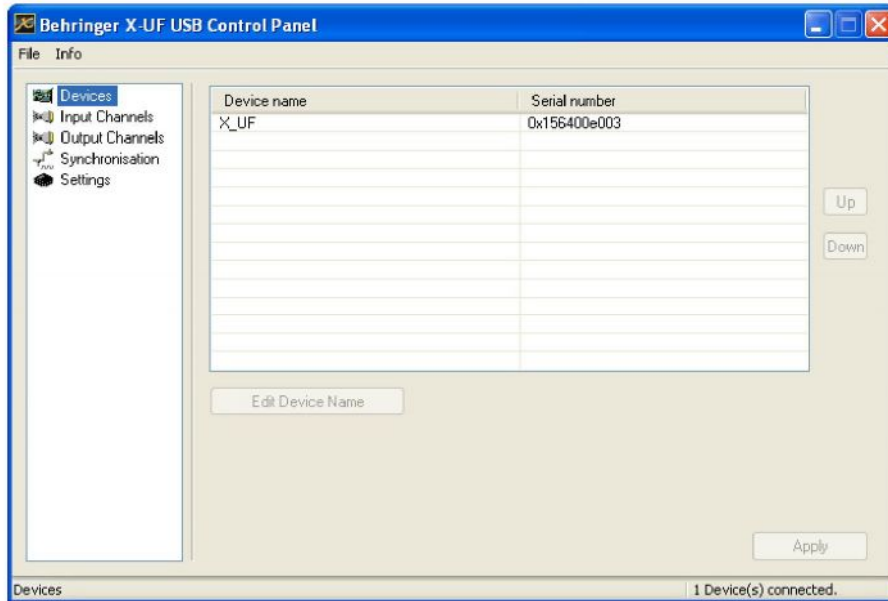 Behringer X-UF USB Control Panel
File Info
Devices
Input Channels
Output Channels
Synchronisation
Settings
Device name Serial number
X_UF 0x156400e003
Up
Down
Edit Device Name
Apply
Devices 1 Device(s) connected.